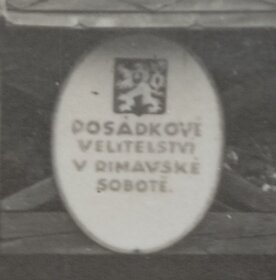 POSÁDKOVÉ
VELITELSTVÍ
V RIMAVSKÉ
SOBOTĚ.